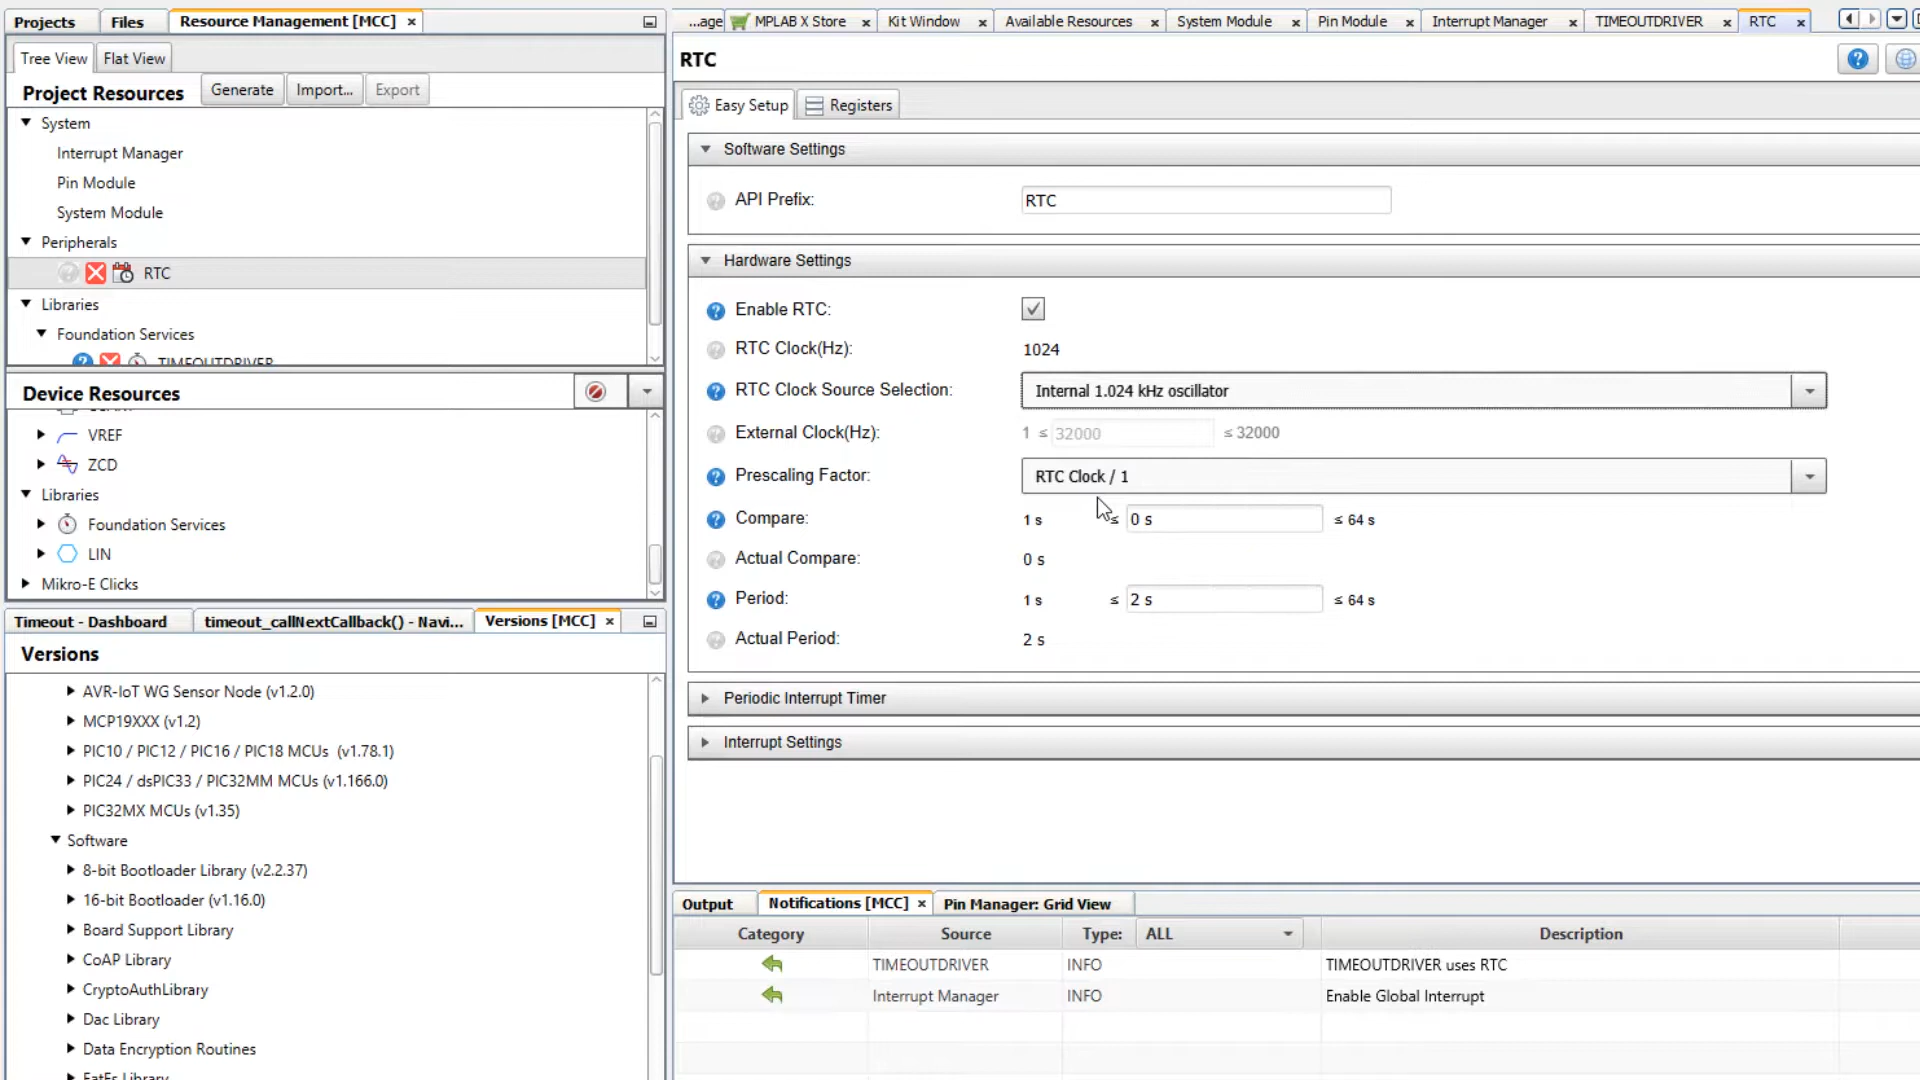 Projects
Files
Resource Management [MCC] ×
Tree View
Flat View
Project Resources
Generate
Import...
Export
System
Interrupt Manager
Pin Module
System Module
Peripherals
RTC
Libraries
Foundation Services
TIMEOUTDRIVER
Device Resources
VREF
ZCD
Libraries
Foundation Services
LIN
Mikro-E Clicks
Timeout - Dashboard
timeout_callNextCallback() - Navi...
Versions [MCC] ×
Versions
AVR-IoT WG Sensor Node (v1.2.0)
MCP19XXX (v1.2)
PIC10 / PIC12 / PIC16 / PIC18 MCUs (v1.78.1)
PIC24 / dsPIC33 / PIC32MM MCUs (v1.166.0)
PIC32MX MCUs (v1.35)
Software
8-bit Bootloader Library (v2.2.37)
16-bit Bootloader (v1.16.0)
Board Support Library
CoAP Library
CryptoAuthLibrary
Dac Library
Data Encryption Routines
FatFs Library
...age
MPLAB X Store ×
Kit Window ×
Available Resources ×
System Module ×
Pin Module ×
Interrupt Manager ×
TIMEOUTDRIVER ×
RTC ×
RTC
Easy Setup
Registers
Software Settings
API Prefix: RTC
Hardware Settings
Enable RTC:
RTC Clock(Hz): 1024
RTC Clock Source Selection: Internal 1.024 kHz oscillator
External Clock(Hz): 1 ≤ 32000 ≤ 32000
Prescaling Factor: RTC Clock / 1
Compare: 1 s ≤ 0 s ≤ 64 s
Actual Compare: 0 s
Period: 1 s ≤ 2 s ≤ 64 s
Actual Period: 2 s
Periodic Interrupt Timer
Interrupt Settings
Output
Notifications [MCC] ×
Pin Manager: Grid View
Category Source Type: ALL Description
TIMEOUTDRIVER INFO TIMEOUTDRIVER uses RTC
Interrupt Manager INFO Enable Global Interrupt